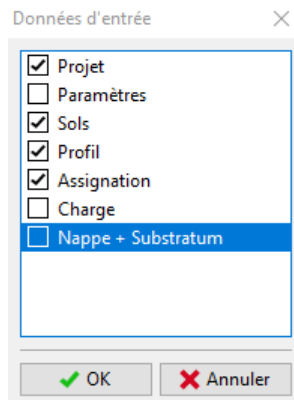 Données d'entrée
Projet
Paramètres
Sols
Profil
Assignation
Charge
Nappe + Substratum
OK
Annuler